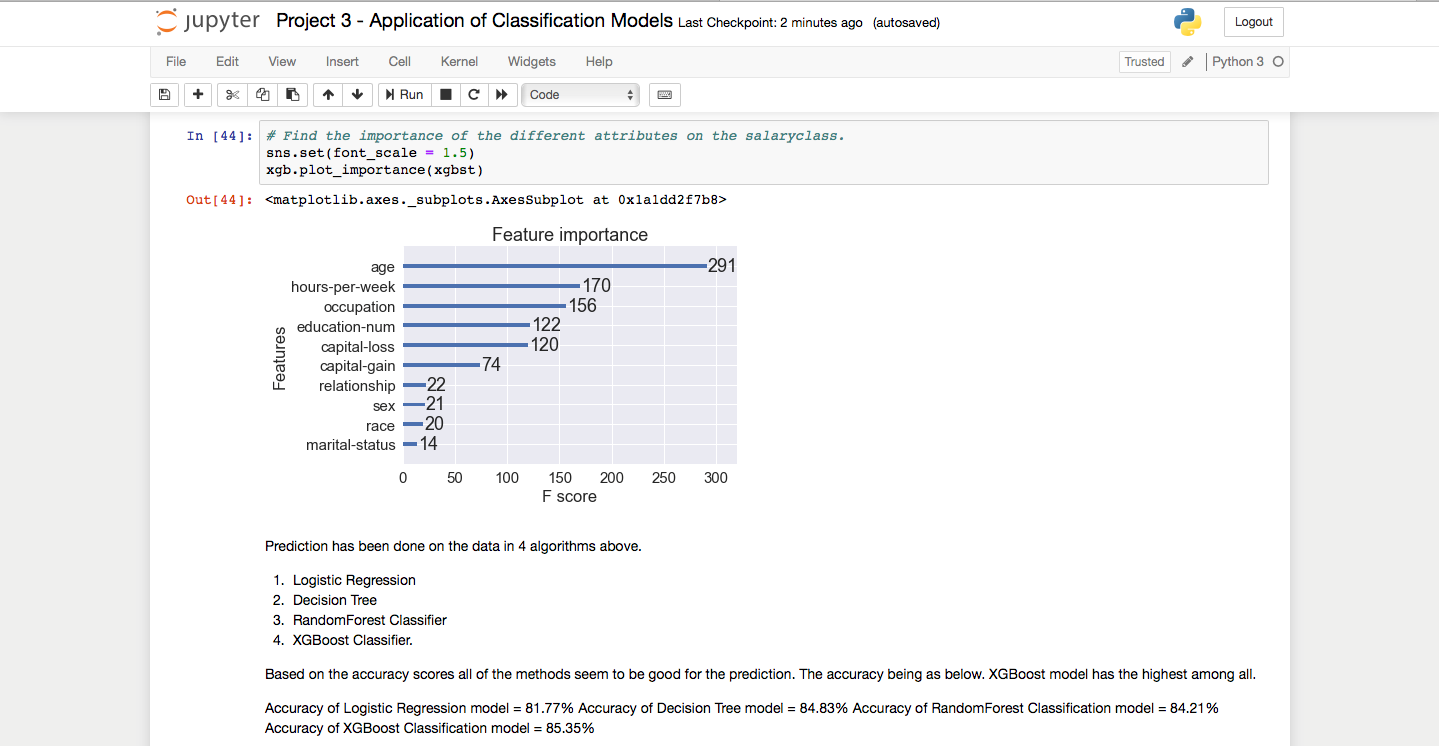 jupyter Project 3 - Application of Classification Models Last Checkpoint: 2 minutes ago (autosaved) Logout
File Edit View Insert Cell Kernel Widgets Help Trusted Python 3
Run Code
In [44]: # Find the importance of the different attributes on the salaryclass.
sns.set(font_scale = 1.5)
xgb.plot_importance(xgbst)
Out[44]: <matplotlib.axes._subplots.AxesSubplot at 0x1a1dd2f7b8>
Feature importance
age 291
hours-per-week 170
occupation 156
education-num 122
capital-loss 120
capital-gain 74
relationship 22
sex 21
race 20
marital-status 14
Features
0 50 100 150 200 250 300
F score
Prediction has been done on the data in 4 algorithms above.
1. Logistic Regression
2. Decision Tree
3. RandomForest Classifier
4. XGBoost Classifier.
Based on the accuracy scores all of the methods seem to be good for the prediction. The accuracy being as below. XGBoost model has the highest among all.
Accuracy of Logistic Regression model = 81.77% Accuracy of Decision Tree model = 84.83% Accuracy of RandomForest Classification model = 84.21%
Accuracy of XGBoost Classification model = 85.35%